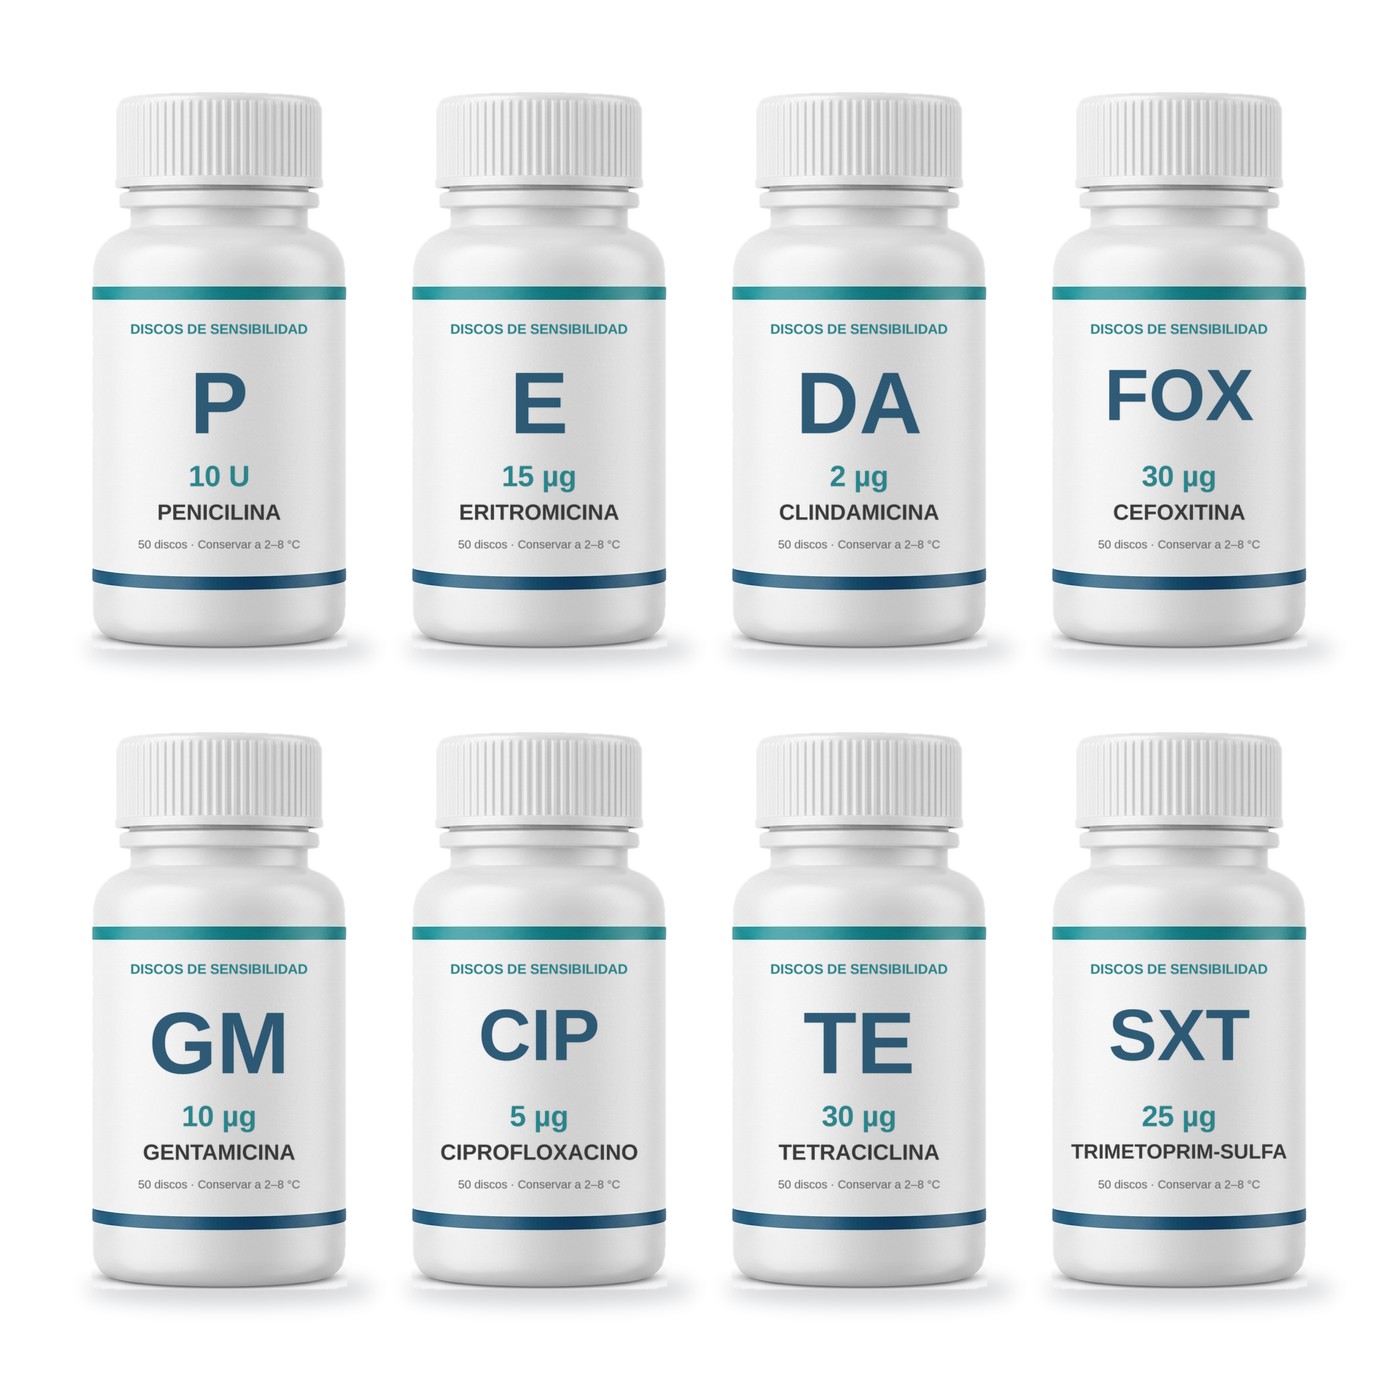 DISCOS DE SENSIBILIDAD
P
10 U
PENICILINA
50 discos · Conservar a 2–8 °C
DISCOS DE SENSIBILIDAD
E
15 µg
ERITROMICINA
50 discos · Conservar a 2–8 °C
DISCOS DE SENSIBILIDAD
DA
2 µg
CLINDAMICINA
50 discos · Conservar a 2–8 °C
DISCOS DE SENSIBILIDAD
FOX
30 µg
CEFOXITINA
50 discos · Conservar a 2–8 °C
DISCOS DE SENSIBILIDAD
GM
10 µg
GENTAMICINA
50 discos · Conservar a 2–8 °C
DISCOS DE SENSIBILIDAD
CIP
5 µg
CIPROFLOXACINO
50 discos · Conservar a 2–8 °C
DISCOS DE SENSIBILIDAD
TE
30 µg
TETRACICLINA
50 discos · Conservar a 2–8 °C
DISCOS DE SENSIBILIDAD
SXT
25 µg
TRIMETOPRIM-SULFA
50 discos · Conservar a 2–8 °C